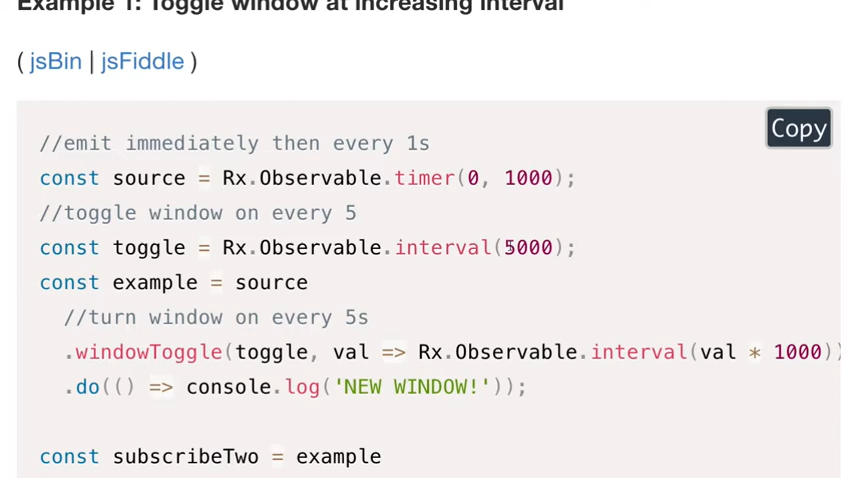 Example 1: Toggle window at increasing interval
( jsBin | jsFiddle )
Copy
//emit immediately then every 1s
const source = Rx.Observable.timer(0, 1000);
//toggle window on every 5
const toggle = Rx.Observable.interval(5000);
const example = source
//turn window on every 5s
.windowToggle(toggle, val => Rx.Observable.interval(val * 1000))
.do(() => console.log('NEW WINDOW!'));
const subscribeTwo = example